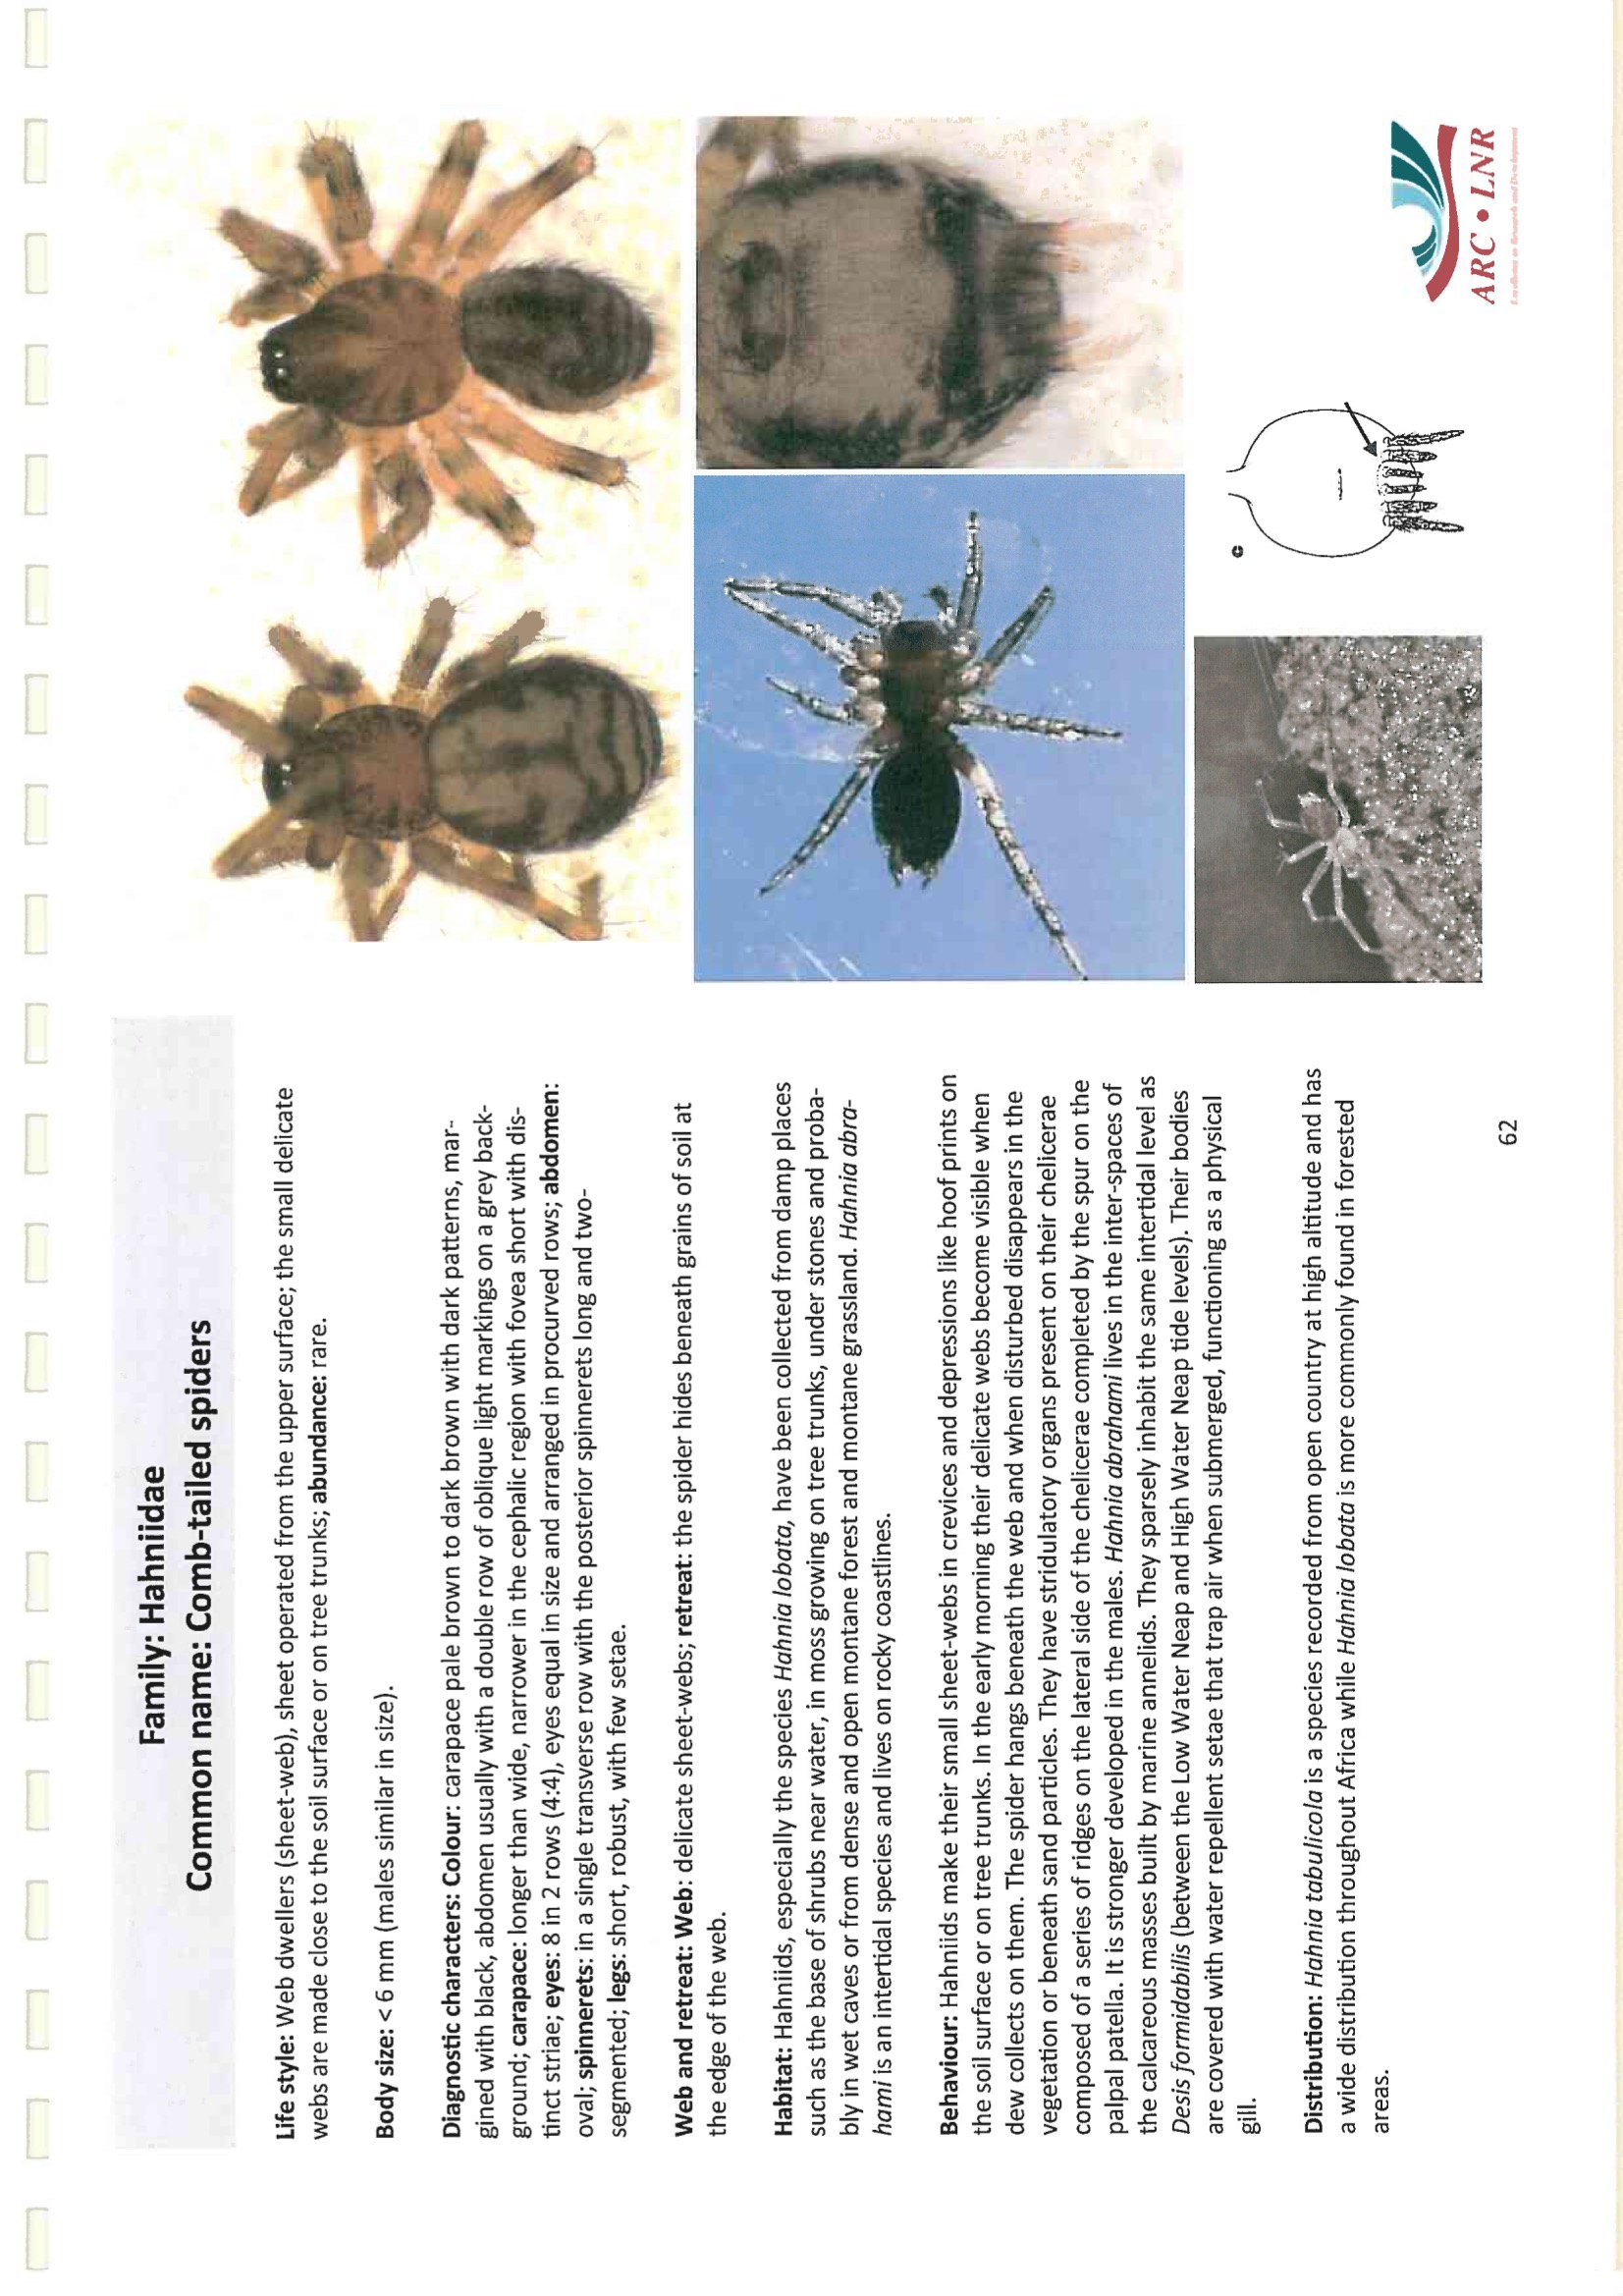 Family: Hahniidae
Common name: Comb-tailed spiders
Life style: Web dwellers (sheet-web), sheet operated from the upper surface; the small delicate
webs are made close to the soil surface or on tree trunks; abundance: rare.
Body size: < 6 mm (males similar in size).
Diagnostic characters: Colour: carapace pale brown to dark brown with dark patterns, mar-
gined with black, abdomen usually with a double row of oblique light markings on a grey back-
ground; carapace: longer than wide, narrower in the cephalic region with fovea short with dis-
tinct striae; eyes: 8 in 2 rows (4:4), eyes equal in size and arranged in procurved rows; abdomen:
oval; spinnerets: in a single transverse row with the posterior spinnerets long and two-
segmented; legs: short, robust, with few setae.
Web and retreat: Web: delicate sheet-webs; retreat: the spider hides beneath grains of soil at
the edge of the web.
Habitat: Hahniids, especially the species Hahnia lobata, have been collected from damp places
such as the base of shrubs near water, in moss growing on tree trunks, under stones and proba-
bly in wet caves or from dense and open montane forest and montane grassland. Hahnia abra-
hami is an intertidal species and lives on rocky coastlines.
Behaviour: Hahniids make their small sheet-webs in crevices and depressions like hoof prints on
the soil surface or on tree trunks. In the early morning their delicate webs become visible when
dew collects on them. The spider hangs beneath the web and when disturbed disappears in the
vegetation or beneath sand particles. They have stridulatory organs present on their chelicerae
composed of a series of ridges on the lateral side of the chelicerae completed by the spur on the
palpal patella. It is stronger developed in the males. Hahnia abrahami lives in the inter-spaces of
the calcareous masses built by marine annelids. They sparsely inhabit the same intertidal level as
Desis formidabilis (between the Low Water Neap and High Water Neap tide levels). Their bodies
are covered with water repellent setae that trap air when submerged, functioning as a physical
gill.
Distribution: Hahnia tabulicola is a species recorded from open country at high altitude and has
a wide distribution throughout Africa while Hahnia lobata is more commonly found in forested
areas.
c
ARC • LNR
Excellence in Research and Development
62